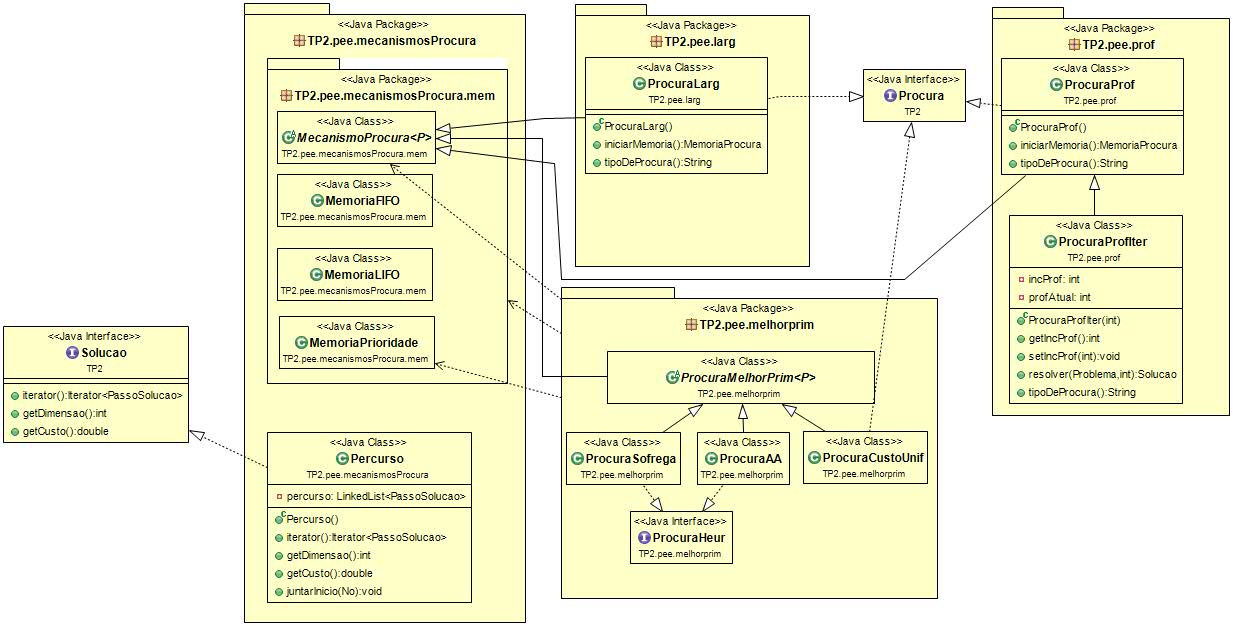 <<Java Package>>
TP2.pee.mecanismosProcura
<<Java Package>>
TP2.pee.mecanismosProcura.mem
<<Java Class>>
MecanismoProcura<P>
TP2.pee.mecanismosProcura.mem
<<Java Class>>
MemoriaFIFO
TP2.pee.mecanismosProcura.mem
<<Java Class>>
MemoriaLIFO
TP2.pee.mecanismosProcura.mem
<<Java Class>>
MemoriaPrioridade
TP2.pee.mecanismosProcura.mem
<<Java Interface>>
Solucao
TP2
iterator():Iterator<PassoSolucao>
getDimensao():int
getCusto():double
<<Java Class>>
Percurso
TP2.pee.mecanismosProcura
percurso: LinkedList<PassoSolucao>
Percurso()
iterator():Iterator<PassoSolucao>
getDimensao():int
getCusto():double
juntarInicio(No):void
<<Java Package>>
TP2.pee.larg
<<Java Class>>
ProcuraLarg
TP2.pee.larg
ProcuraLarg()
iniciarMemoria():MemoriaProcura
tipoDeProcura():String
<<Java Interface>>
Procura
TP2
<<Java Package>>
TP2.pee.prof
<<Java Class>>
ProcuraProf
TP2.pee.prof
ProcuraProf()
iniciarMemoria():MemoriaProcura
tipoDeProcura():String
<<Java Class>>
ProcuraProfIter
TP2.pee.prof
incProf: int
profAtual: int
ProcuraProfIter(int)
getIncProf():int
setIncProf(int):void
resolver(Problema,int):Solucao
tipoDeProcura():String
<<Java Package>>
TP2.pee.melhorprim
<<Java Class>>
ProcuraMelhorPrim<P>
TP2.pee.melhorprim
<<Java Class>>
ProcuraSofrega
TP2.pee.melhorprim
<<Java Class>>
ProcuraAA
TP2.pee.melhorprim
<<Java Class>>
ProcuraCustoUnif
TP2.pee.melhorprim
<<Java Interface>>
ProcuraHeur
TP2.pee.melhorprim